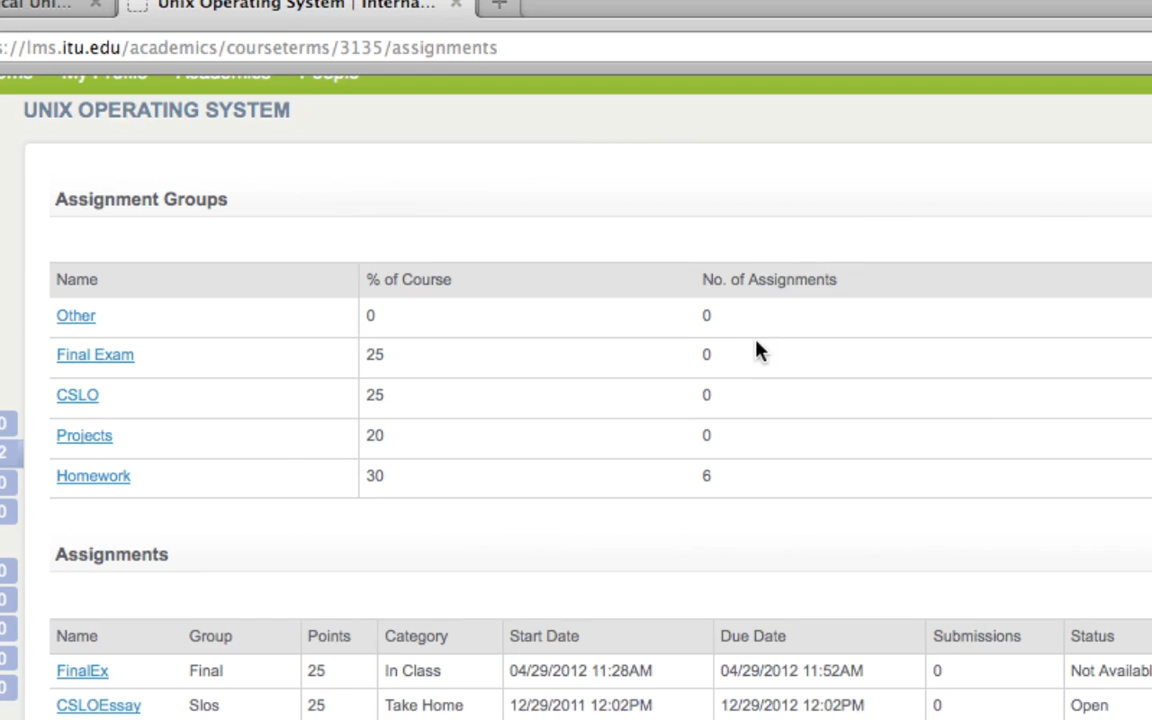 Unix Operating System | Interna...
s://lms.itu.edu/academics/courseterms/3135/assignments
My Profile Academics People
UNIX OPERATING SYSTEM
Assignment Groups
Name % of Course No. of Assignments
Other 0 0
Final Exam 25 0
CSLO 25 0
Projects 20 0
Homework 30 6
Assignments
Name Group Points Category Start Date Due Date Submissions Status
FinalEx Final 25 In Class 04/29/2012 11:28AM 04/29/2012 11:52AM 0 Not Availabl
CSLOEssay Slos 25 Take Home 12/29/2011 12:02PM 12/29/2012 12:02PM 0 Open